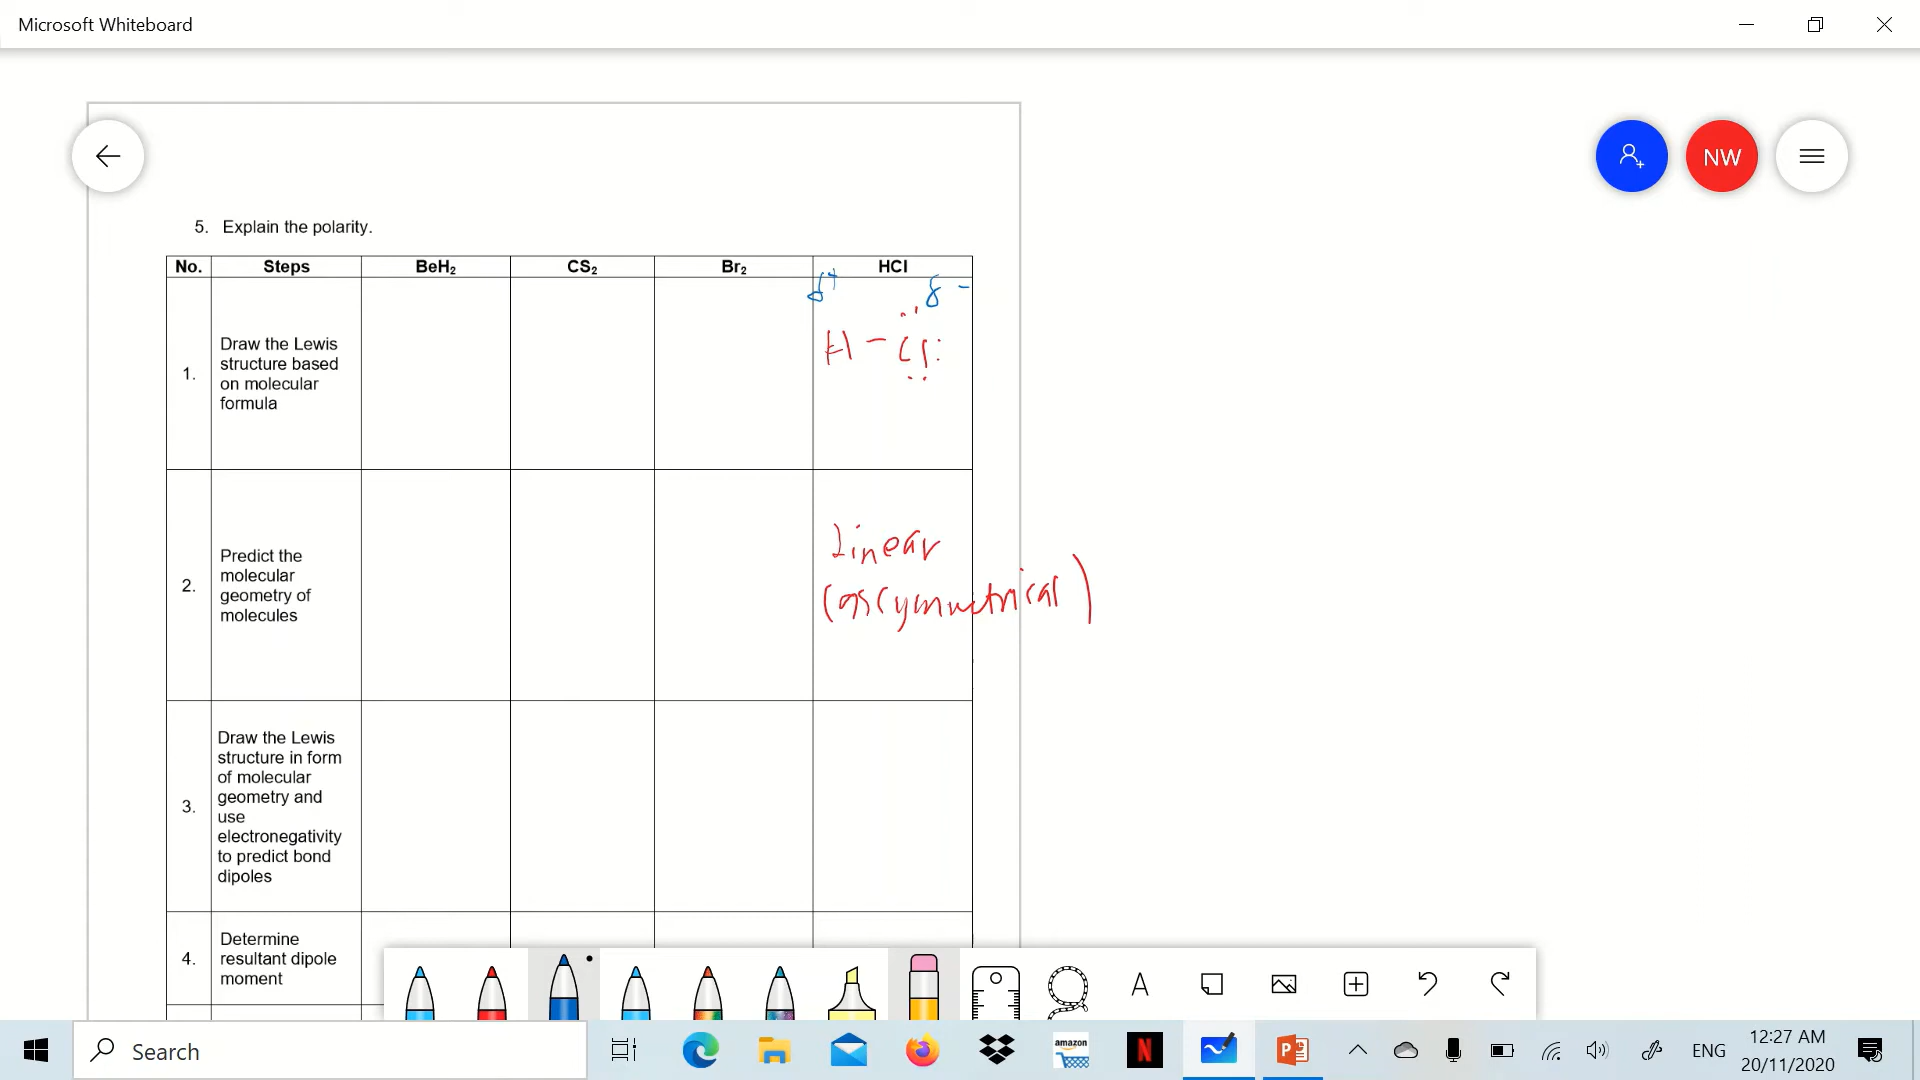 Microsoft Whiteboard
NW
5. Explain the polarity.
No. Steps BeH₂ CS₂ Br₂ HCl
δ+ δ-
H - Cl
1. Draw the Lewis
structure based
on molecular
formula
Linear
2. Predict the
molecular
geometry of
molecules
3. Draw the Lewis
structure in form
of molecular
geometry and
use
electronegativity
to predict bond
dipoles
4. Determine
resultant dipole
moment
A
Search
amazon
N
ENG
12:27 AM
20/11/2020